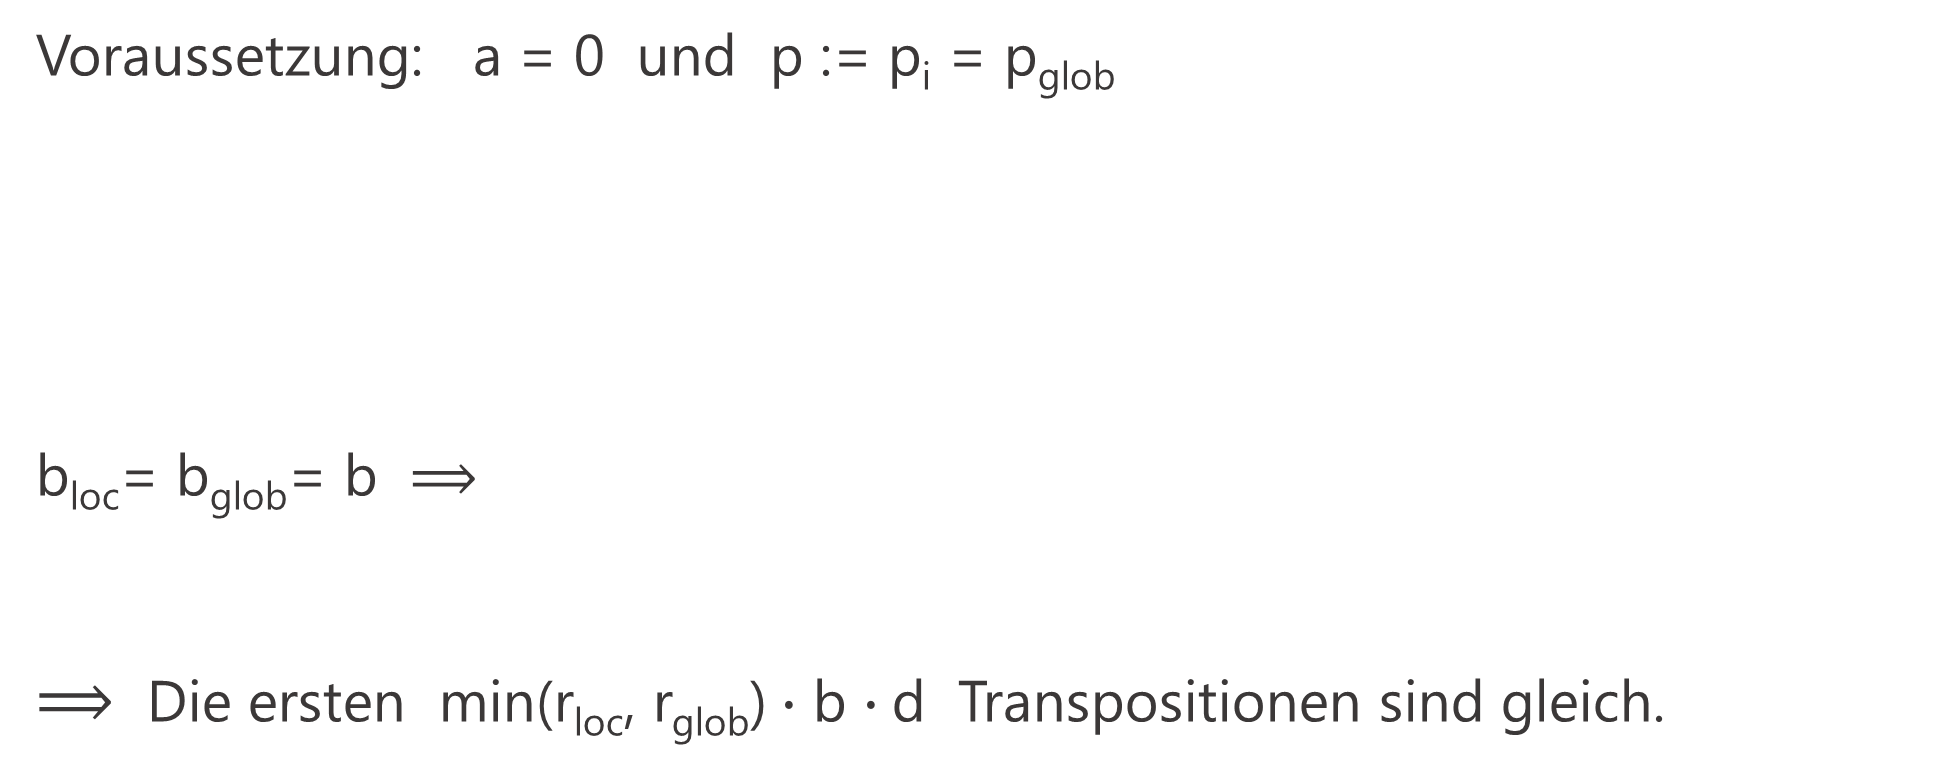 Voraussetzung: a = 0 und p := pᵢ = p_glob
b_loc = b_glob = b ⟹
⟹ Die ersten min(r_loc, r_glob) · b · d Transpositionen sind gleich.